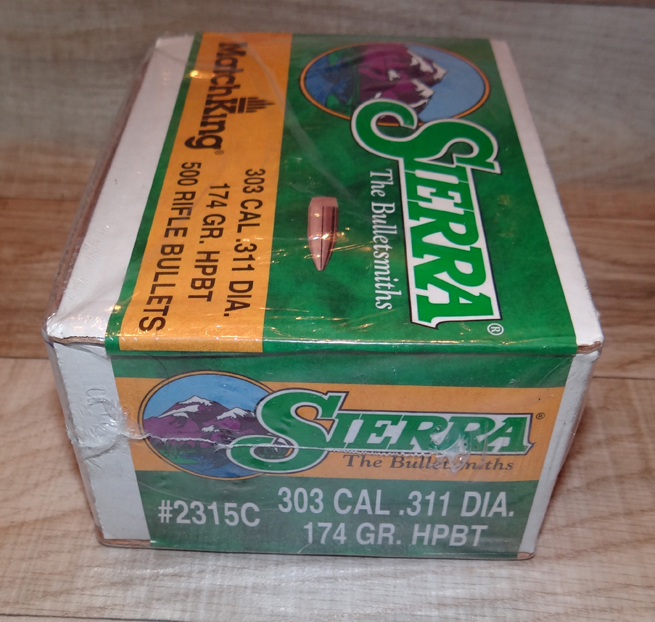 MatchKing®
303 CAL .311 DIA.
174 GR. HPBT
500 RIFLE BULLETS
SIERRA®
The Bulletsmiths
SIERRA®
The Bulletsmiths
#2315C
303 CAL .311 DIA.
174 GR. HPBT